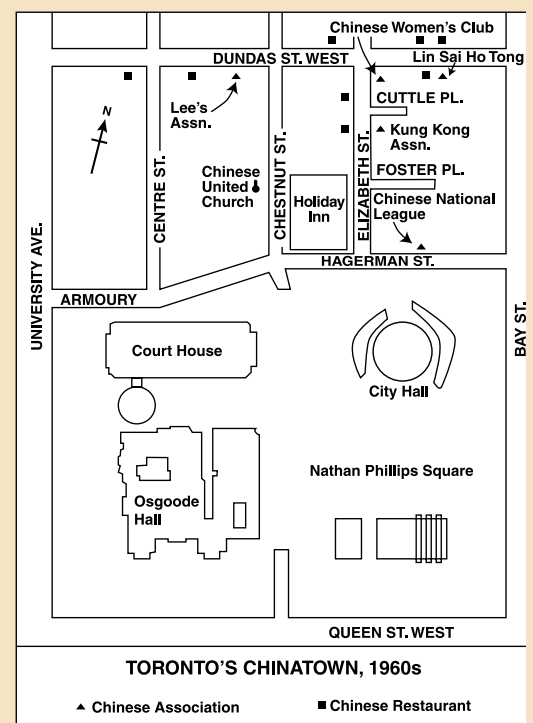 Chinese Women's Club
DUNDAS ST. WEST
Lin Sai Ho Tong
CUTTLE PL.
Lee's
Assn.
N
Kung Kong
Assn.
FOSTER PL.
Chinese
United
Church
Holiday
Inn
Chinese National
League
UNIVERSITY AVE.
CENTRE ST.
CHESTNUT ST.
ELIZABETH ST.
HAGERMAN ST.
ARMOURY
BAY ST.
Court House
City Hall
Nathan Phillips Square
Osgoode
Hall
QUEEN ST. WEST
TORONTO'S CHINATOWN, 1960s
Chinese Association
Chinese Restaurant